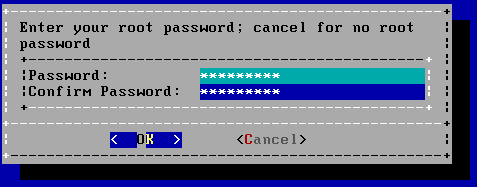 Enter your root password; cancel for no root
password
Password: *********
Confirm Password: *********
< OK > <Cancel>